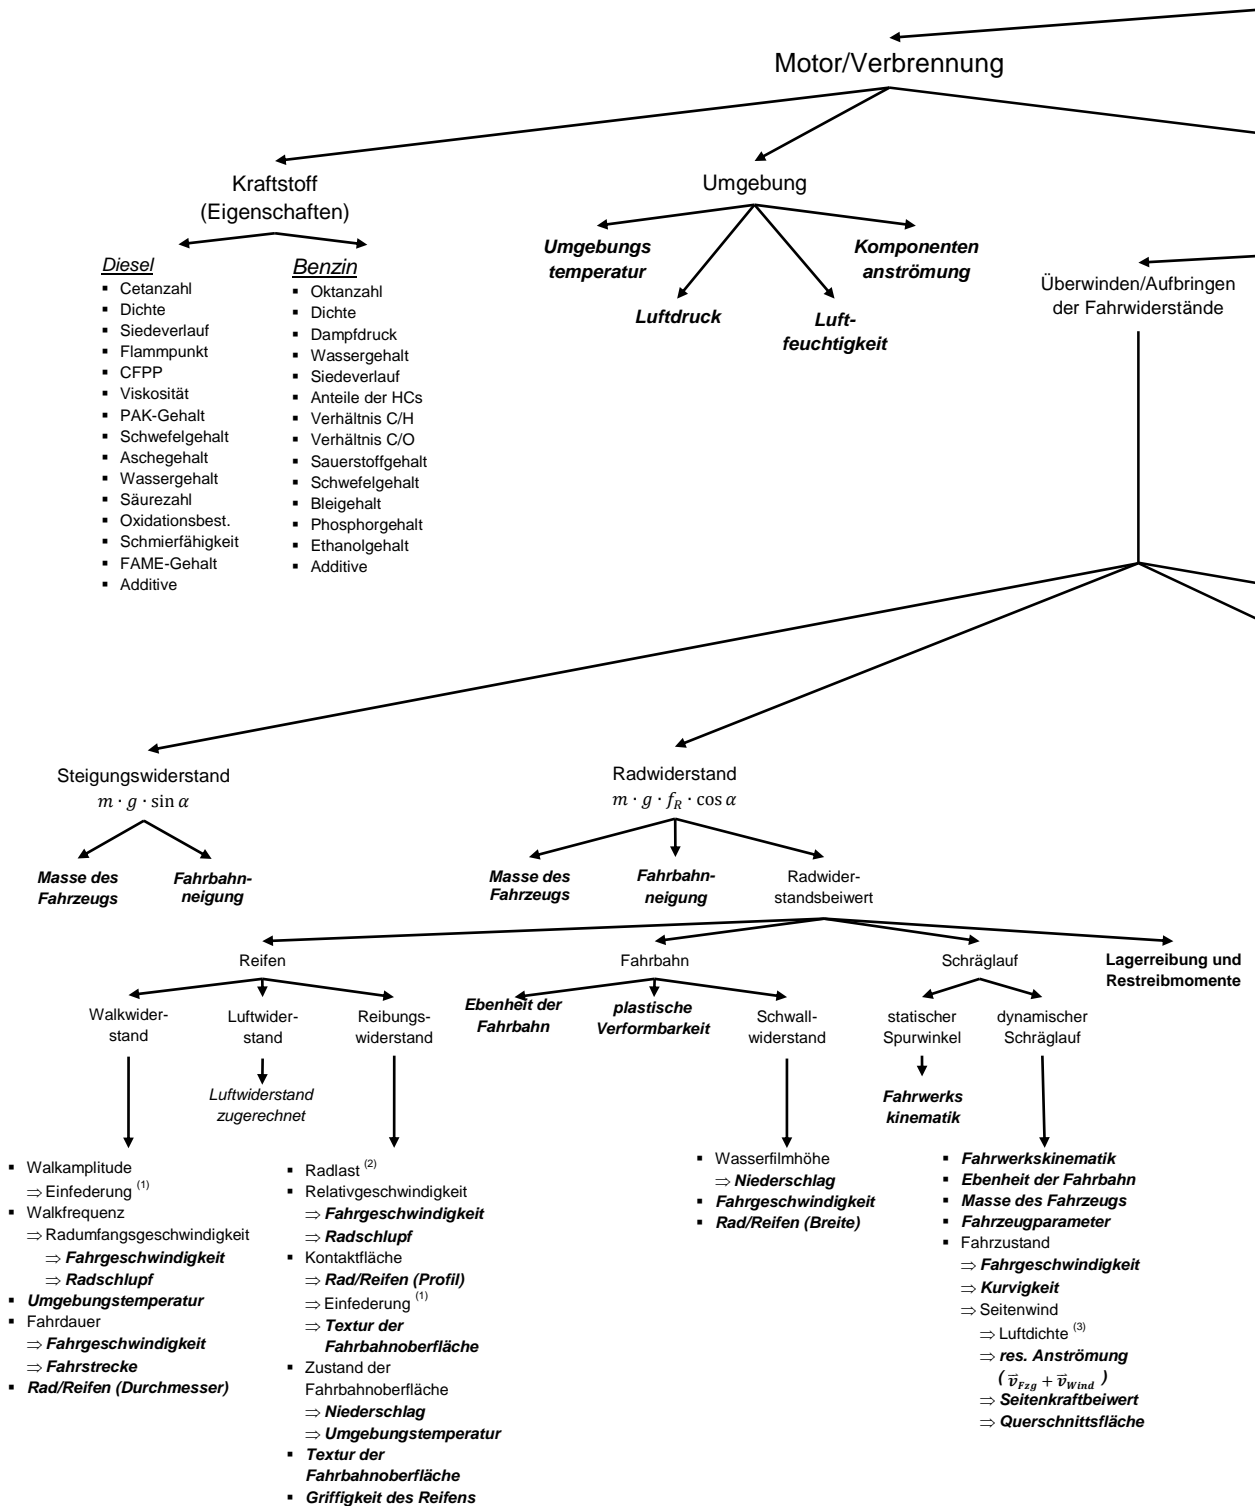 Motor/Verbrennung
Kraftstoff
(Eigenschaften)
Diesel
▪ Cetanzahl
▪ Dichte
▪ Siedeverlauf
▪ Flammpunkt
▪ CFPP
▪ Viskosität
▪ PAK-Gehalt
▪ Schwefelgehalt
▪ Aschegehalt
▪ Wassergehalt
▪ Säurezahl
▪ Oxidationsbest.
▪ Schmierfähigkeit
▪ FAME-Gehalt
▪ Additive
Benzin
▪ Oktanzahl
▪ Dichte
▪ Dampfdruck
▪ Wassergehalt
▪ Siedeverlauf
▪ Anteile der HCs
▪ Verhältnis C/H
▪ Verhältnis C/O
▪ Sauerstoffgehalt
▪ Schwefelgehalt
▪ Bleigehalt
▪ Phosphorgehalt
▪ Ethanolgehalt
▪ Additive
Umgebung
Umgebungs
temperatur
Luftdruck
Luft-
feuchtigkeit
Komponenten
anströmung
Überwinden/Aufbringen
der Fahrwiderstände
Steigungswiderstand
m · g · sin α
Masse des
Fahrzeugs
Fahrbahn-
neigung
Radwiderstand
m · g · f_R · cos α
Masse des
Fahrzeugs
Fahrbahn-
neigung
Radwider-
standsbeiwert
Reifen
Walkwider-
stand
▪ Walkamplitude
⇒ Einfederung (1)
▪ Walkfrequenz
⇒ Radumfangsgeschwindigkeit
⇒ Fahrgeschwindigkeit
⇒ Radschlupf
▪ Umgebungstemperatur
▪ Fahrdauer
⇒ Fahrgeschwindigkeit
⇒ Fahrstrecke
▪ Rad/Reifen (Durchmesser)
Luftwider-
stand
Luftwiderstand
zugerechnet
Reibungs-
widerstand
▪ Radlast (2)
▪ Relativgeschwindigkeit
⇒ Fahrgeschwindigkeit
⇒ Radschlupf
▪ Kontaktfläche
⇒ Rad/Reifen (Profil)
⇒ Einfederung (1)
⇒ Textur der
Fahrbahnoberfläche
▪ Zustand der
Fahrbahnoberfläche
⇒ Niederschlag
⇒ Umgebungstemperatur
▪ Textur der
Fahrbahnoberfläche
▪ Griffigkeit des Reifens
Fahrbahn
Ebenheit der
Fahrbahn
plastische
Verformbarkeit
Schwall-
widerstand
▪ Wasserfilmhöhe
⇒ Niederschlag
▪ Fahrgeschwindigkeit
▪ Rad/Reifen (Breite)
Schräglauf
statischer
Spurwinkel
Fahrwerks
kinematik
dynamischer
Schräglauf
▪ Fahrwerkskinematik
▪ Ebenheit der Fahrbahn
▪ Masse des Fahrzeugs
▪ Fahrzeugparameter
▪ Fahrzustand
⇒ Fahrgeschwindigkeit
⇒ Kurvigkeit
⇒ Seitenwind
⇒ Luftdichte (3)
⇒ res. Anströmung
( v⃗_Fzg + v⃗_Wind )
⇒ Seitenkraftbeiwert
⇒ Querschnittsfläche
Lagerreibung und
Restreibmomente